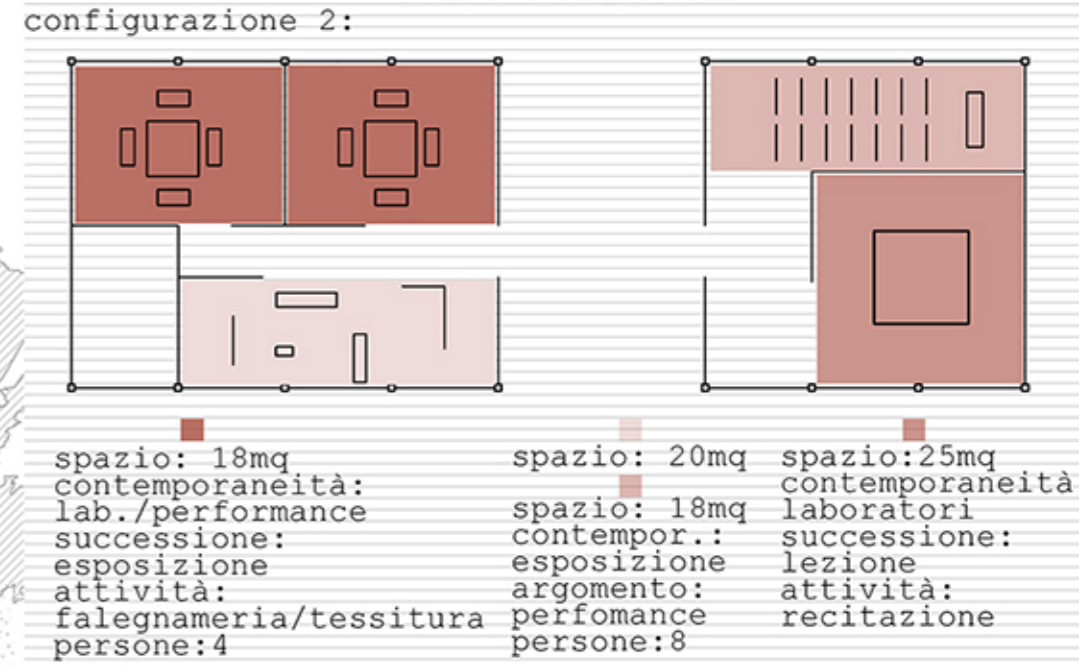 configurazione 2:
spazio: 18mq
contemporaneità:
lab./performance
successione:
esposizione
attività:
falegnameria/tessitura
persone:4
spazio: 20mq
spazio: 18mq
contempor.:
esposizione
argomento:
perfomance
persone:8
spazio:25mq
contemporaneità
laboratori
successione:
lezione
attività:
recitazione